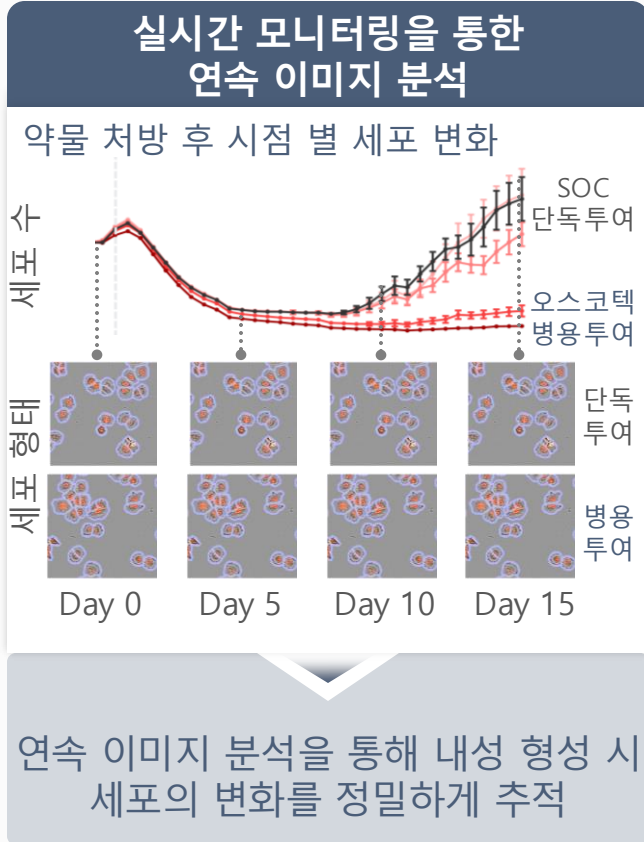 실시간 모니터링을 통한
연속 이미지 분석
약물 처방 후 시점 별 세포 변화
세포 수
SOC
단독투여
오스코텍
병용투여
세포 형태
단독
투여
병용
투여
Day 0
Day 5
Day 10
Day 15
연속 이미지 분석을 통해 내성 형성 시
세포의 변화를 정밀하게 추적